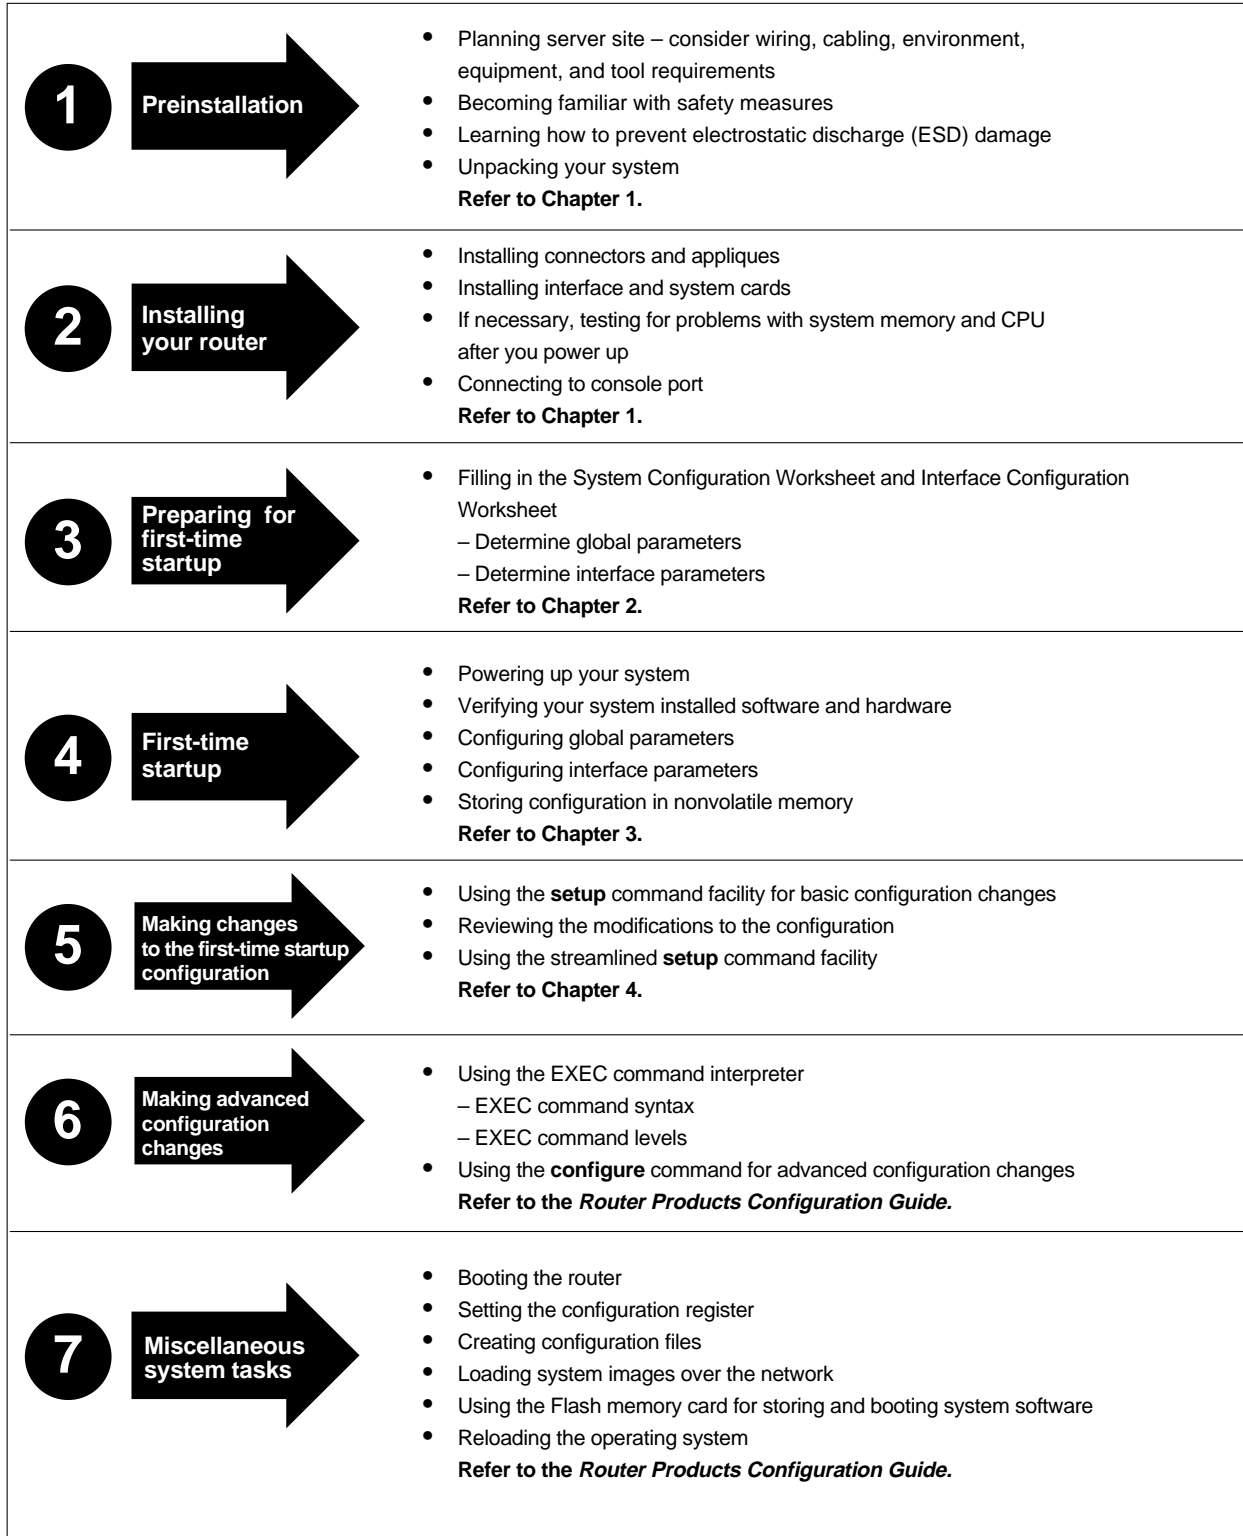 1
Preinstallation
• Planning server site – consider wiring, cabling, environment,
equipment, and tool requirements
• Becoming familiar with safety measures
• Learning how to prevent electrostatic discharge (ESD) damage
• Unpacking your system
Refer to Chapter 1.
2
Installing
your router
• Installing connectors and appliques
• Installing interface and system cards
• If necessary, testing for problems with system memory and CPU
after you power up
• Connecting to console port
Refer to Chapter 1.
3
Preparing for
first-time
startup
• Filling in the System Configuration Worksheet and Interface Configuration
Worksheet
– Determine global parameters
– Determine interface parameters
Refer to Chapter 2.
4
First-time
startup
• Powering up your system
• Verifying your system installed software and hardware
• Configuring global parameters
• Configuring interface parameters
• Storing configuration in nonvolatile memory
Refer to Chapter 3.
5
Making changes
to the first-time startup
configuration
• Using the setup command facility for basic configuration changes
• Reviewing the modifications to the configuration
• Using the streamlined setup command facility
Refer to Chapter 4.
6
Making advanced
configuration
changes
• Using the EXEC command interpreter
– EXEC command syntax
– EXEC command levels
• Using the configure command for advanced configuration changes
Refer to the Router Products Configuration Guide.
7
Miscellaneous
system tasks
• Booting the router
• Setting the configuration register
• Creating configuration files
• Loading system images over the network
• Using the Flash memory card for storing and booting system software
• Reloading the operating system
Refer to the Router Products Configuration Guide.